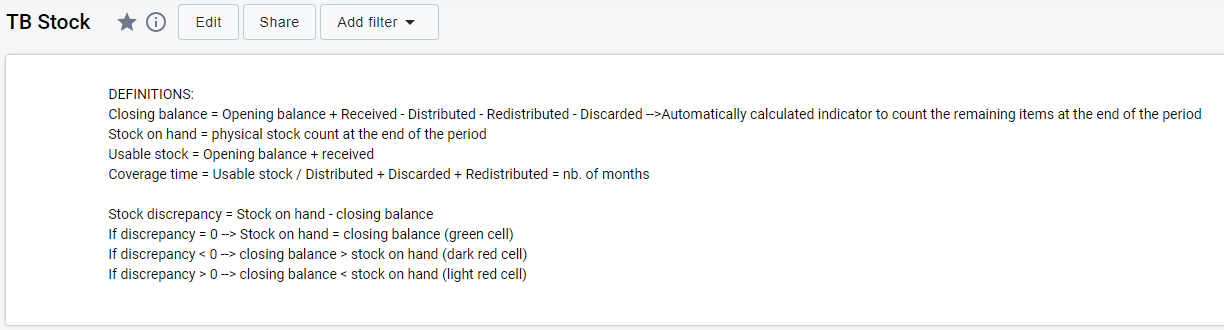 TB Stock
Edit
Share
Add filter
DEFINITIONS:
Closing balance = Opening balance + Received - Distributed - Redistributed - Discarded -->Automatically calculated indicator to count the remaining items at the end of the period
Stock on hand = physical stock count at the end of the period
Usable stock = Opening balance + received
Coverage time = Usable stock / Distributed + Discarded + Redistributed = nb. of months
Stock discrepancy = Stock on hand - closing balance
If discrepancy = 0 --> Stock on hand = closing balance (green cell)
If discrepancy < 0 --> closing balance > stock on hand (dark red cell)
If discrepancy > 0 --> closing balance < stock on hand (light red cell)